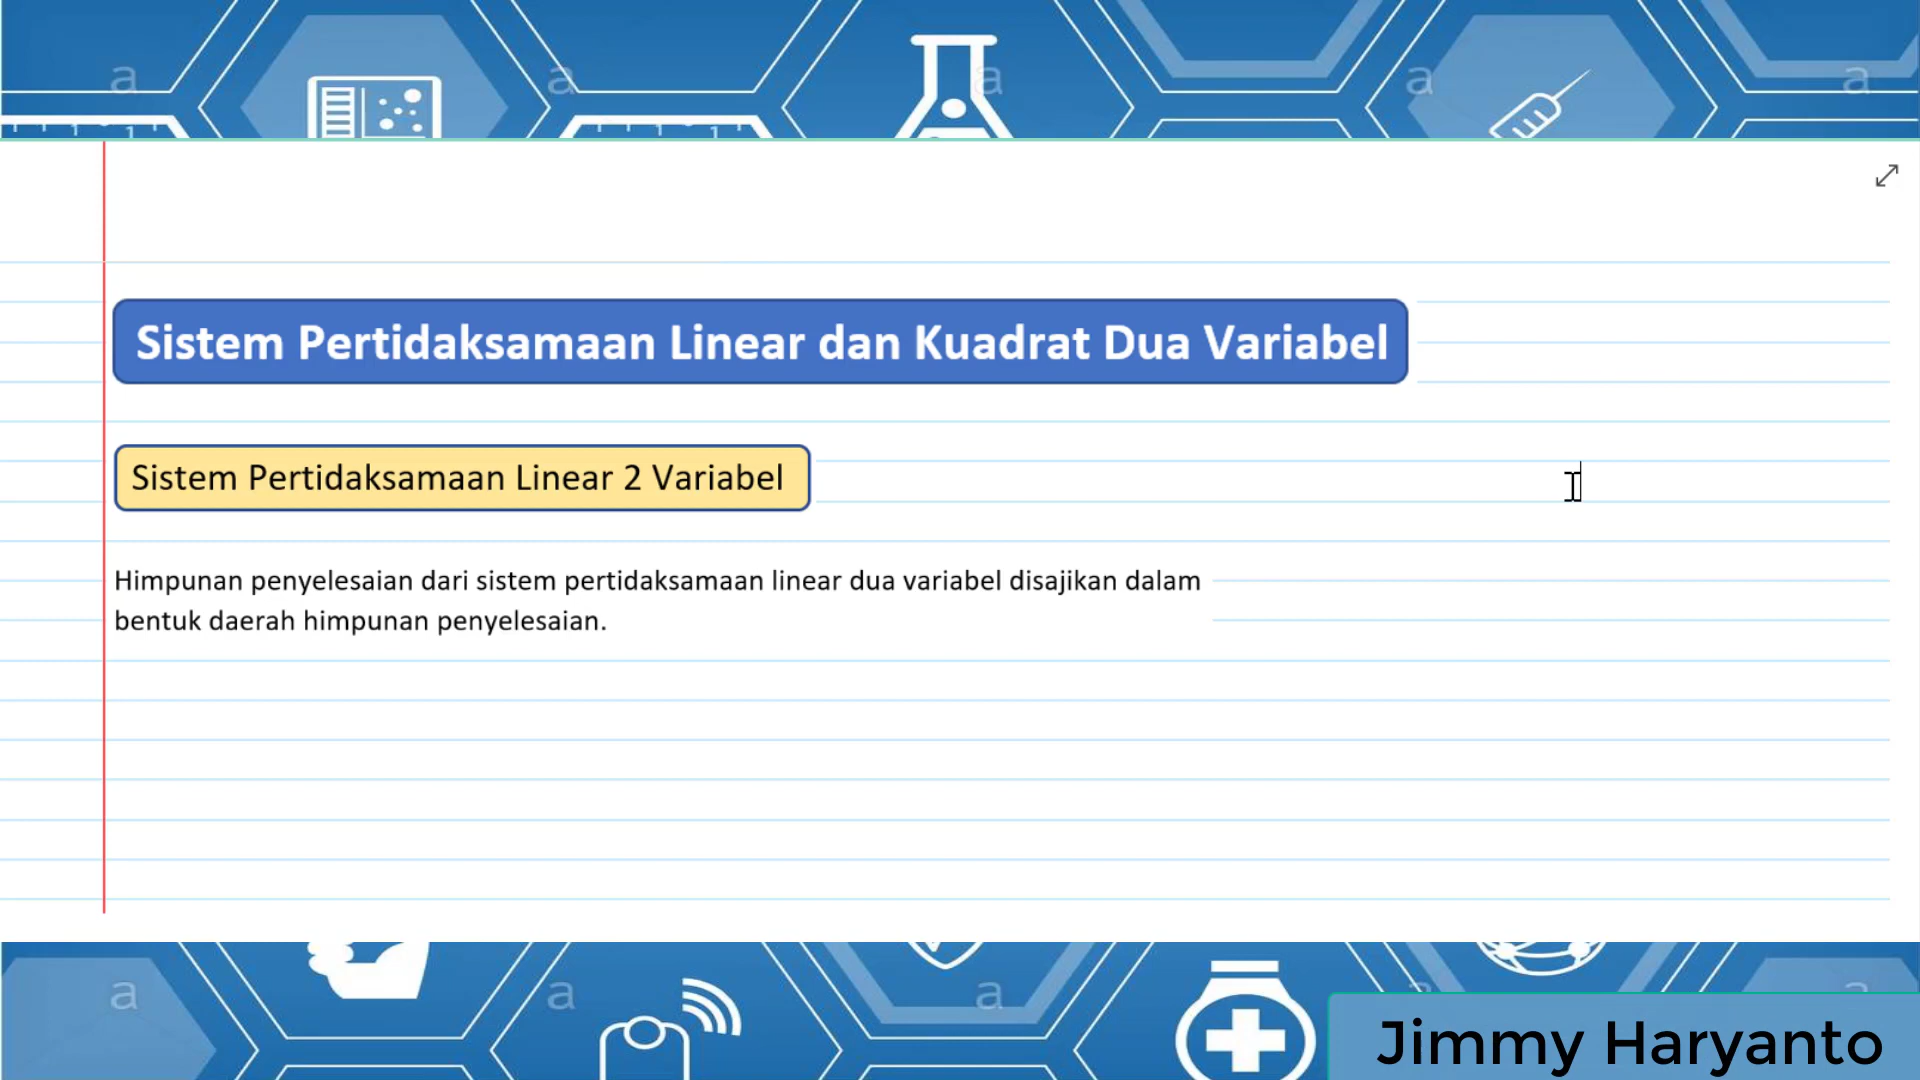 Sistem Pertidaksamaan Linear dan Kuadrat Dua Variabel
Sistem Pertidaksamaan Linear 2 Variabel
Himpunan penyelesaian dari sistem pertidaksamaan linear dua variabel disajikan dalam
bentuk daerah himpunan penyelesaian.
Jimmy Haryanto